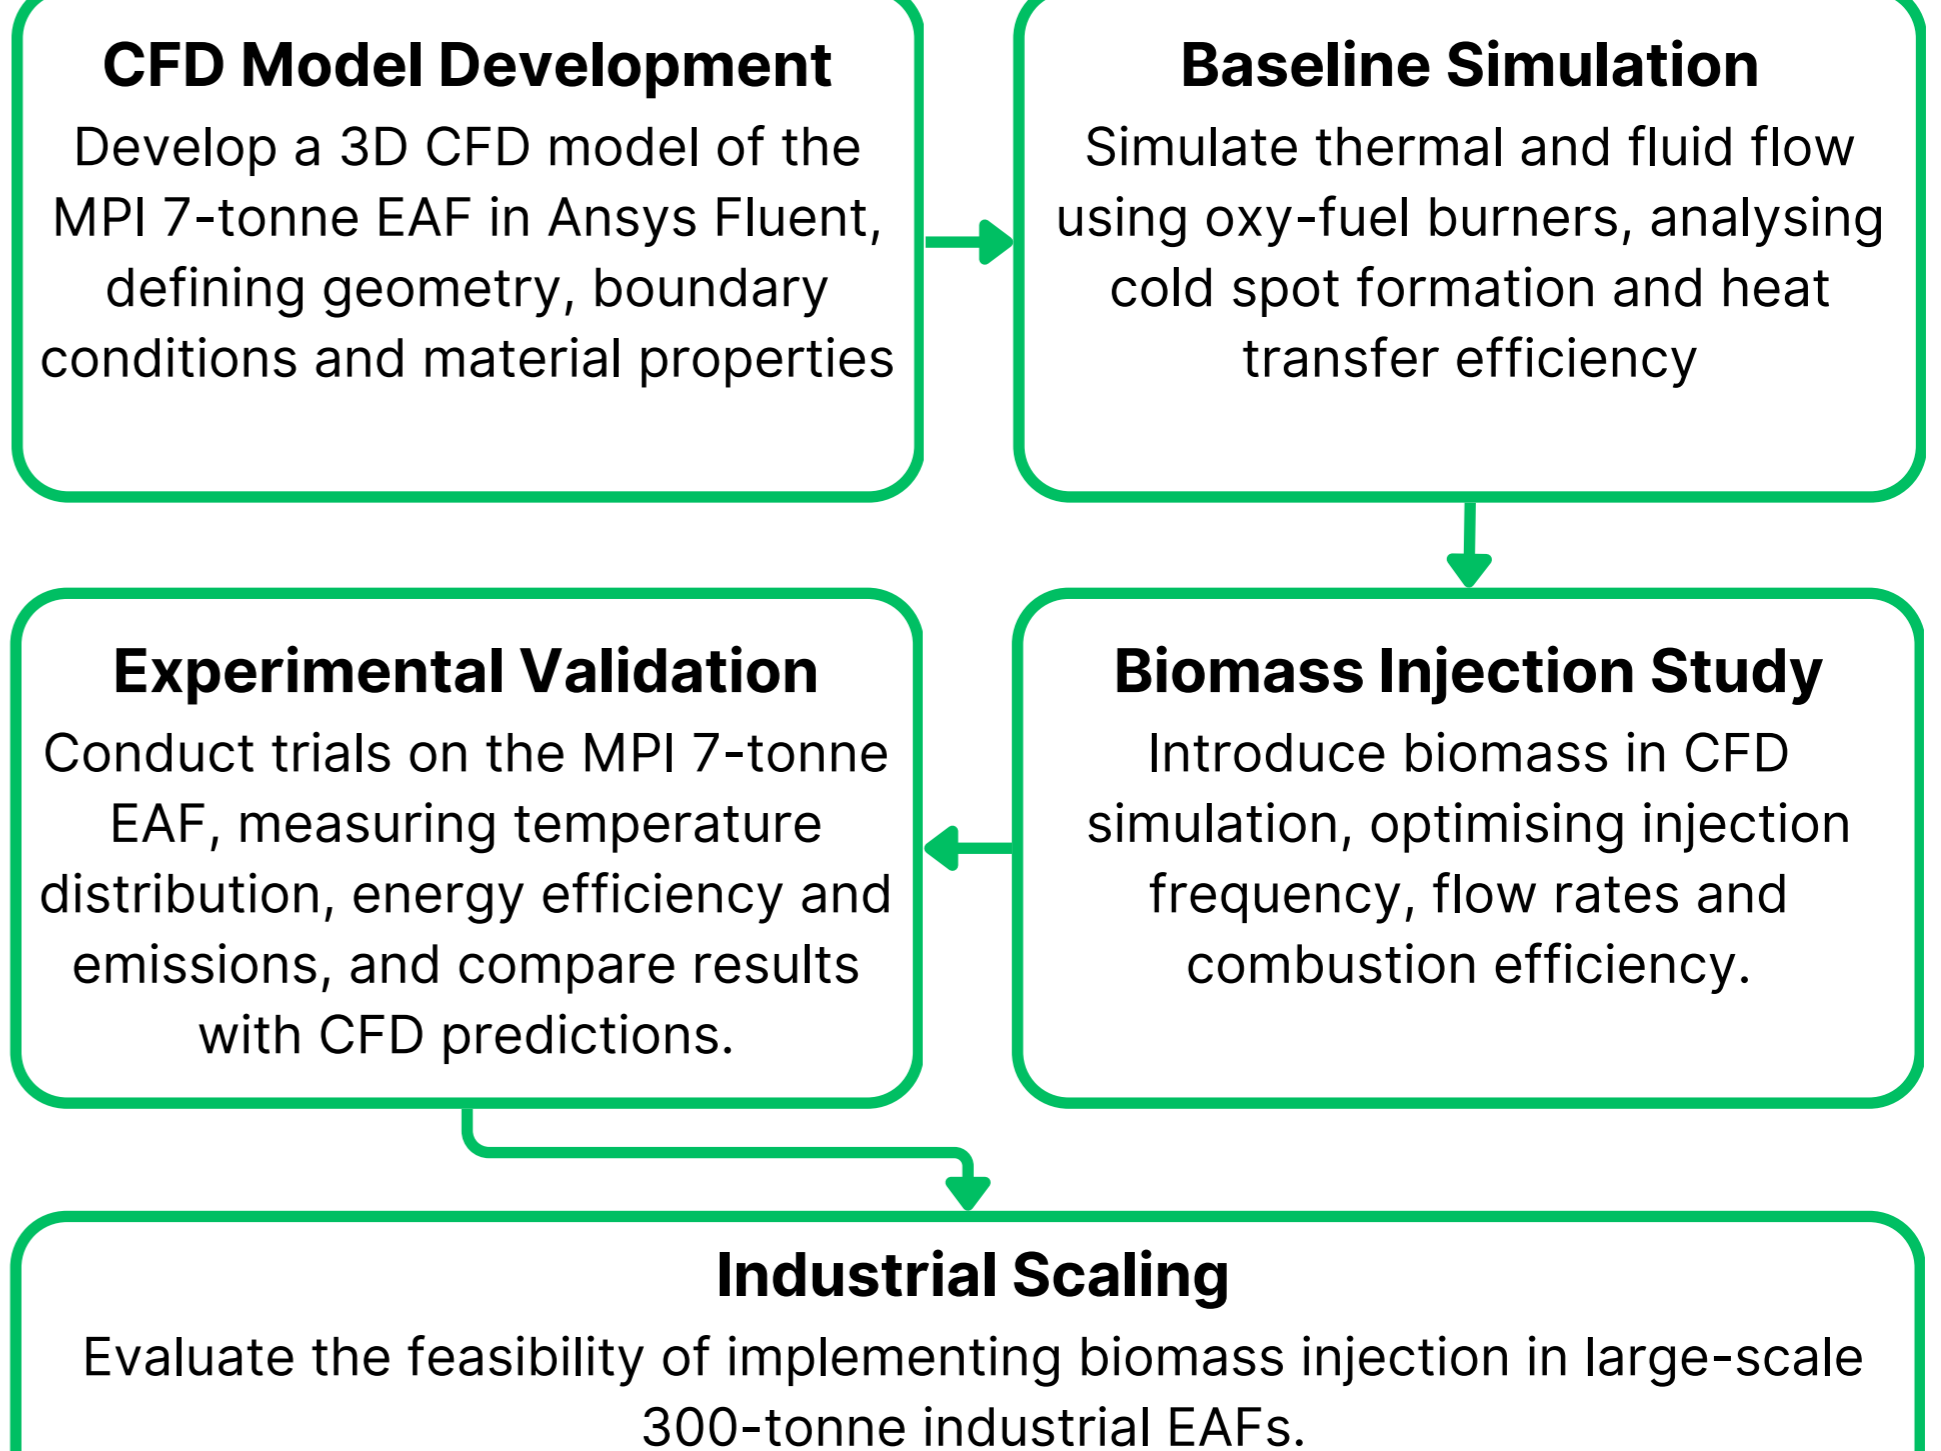 CFD Model Development
Develop a 3D CFD model of the
MPI 7-tonne EAF in Ansys Fluent,
defining geometry, boundary
conditions and material properties
Baseline Simulation
Simulate thermal and fluid flow
using oxy-fuel burners, analysing
cold spot formation and heat
transfer efficiency
Biomass Injection Study
Introduce biomass in CFD
simulation, optimising injection
frequency, flow rates and
combustion efficiency.
Experimental Validation
Conduct trials on the MPI 7-tonne
EAF, measuring temperature
distribution, energy efficiency and
emissions, and compare results
with CFD predictions.
Industrial Scaling
Evaluate the feasibility of implementing biomass injection in large-scale
300-tonne industrial EAFs.